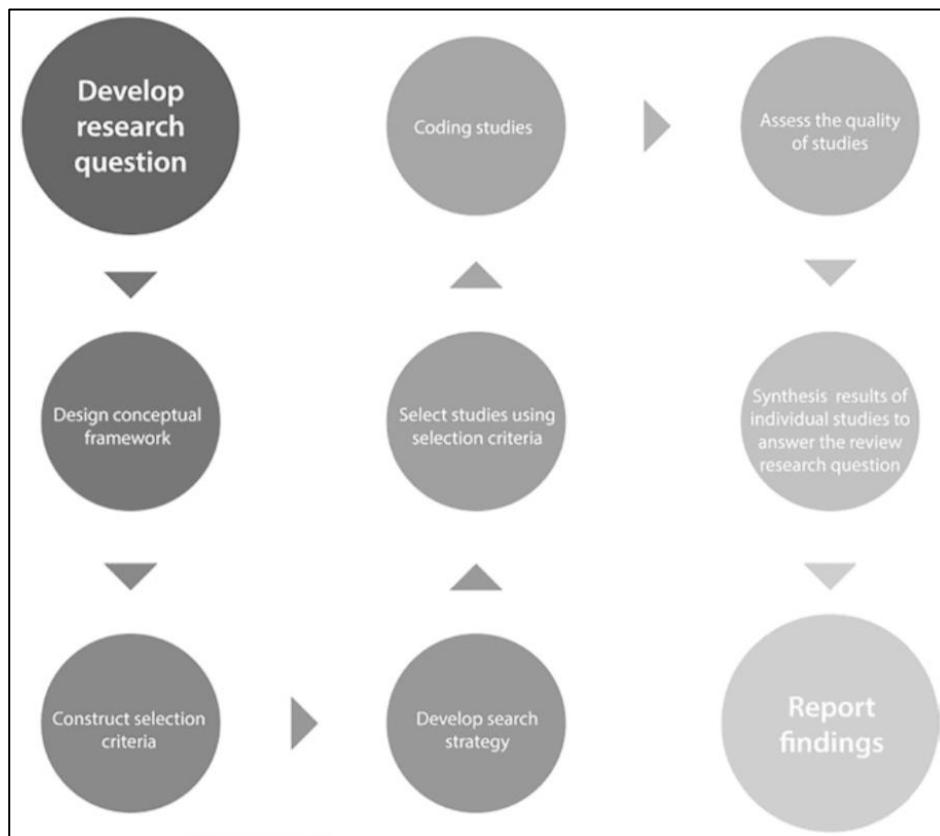 Develop
research
question
Design conceptual
framework
Construct selection
criteria
Develop search
strategy
Select studies using
selection criteria
Coding studies
Assess the quality
of studies
Synthesis results of
individual studies to
answer the review
research question
Report
findings